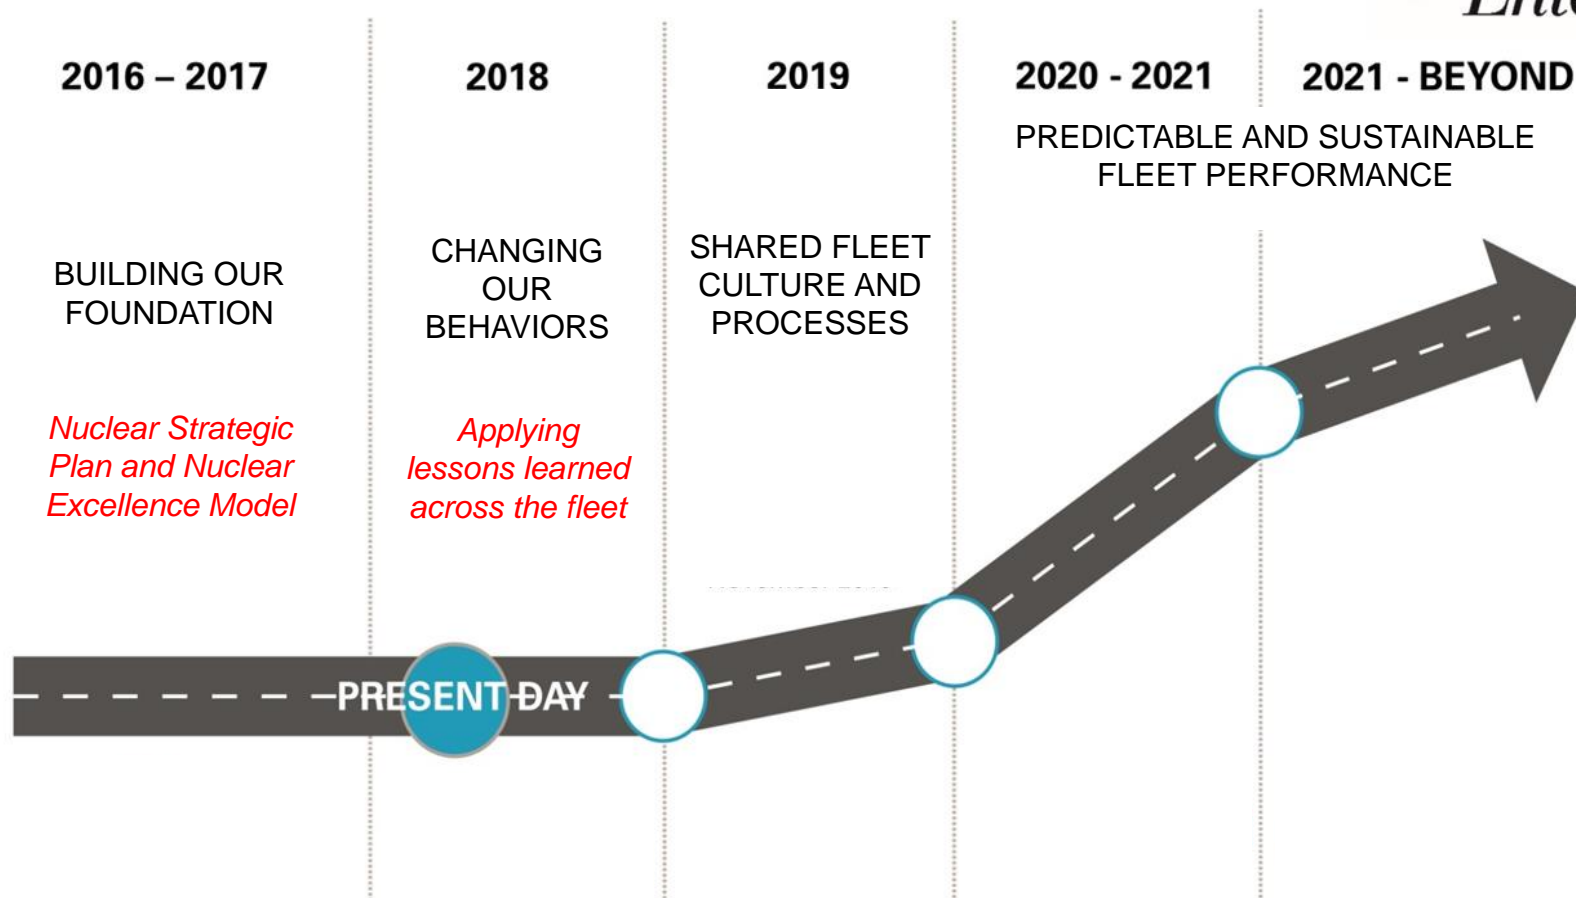 2016 – 2017
2018
2019
2020 - 2021
2021 - BEYOND
PREDICTABLE AND SUSTAINABLE
FLEET PERFORMANCE
BUILDING OUR
FOUNDATION
CHANGING
OUR
BEHAVIORS
SHARED FLEET
CULTURE AND
PROCESSES
Nuclear Strategic
Plan and Nuclear
Excellence Model
Applying
lessons learned
across the fleet
PRESENT DAY